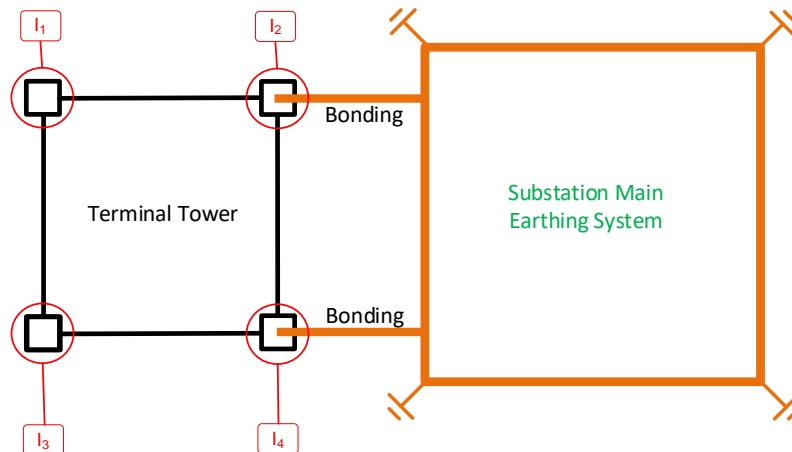 I₁
I₂
Bonding
Terminal Tower
Substation Main
Earthing System
Bonding
I₃
I₄